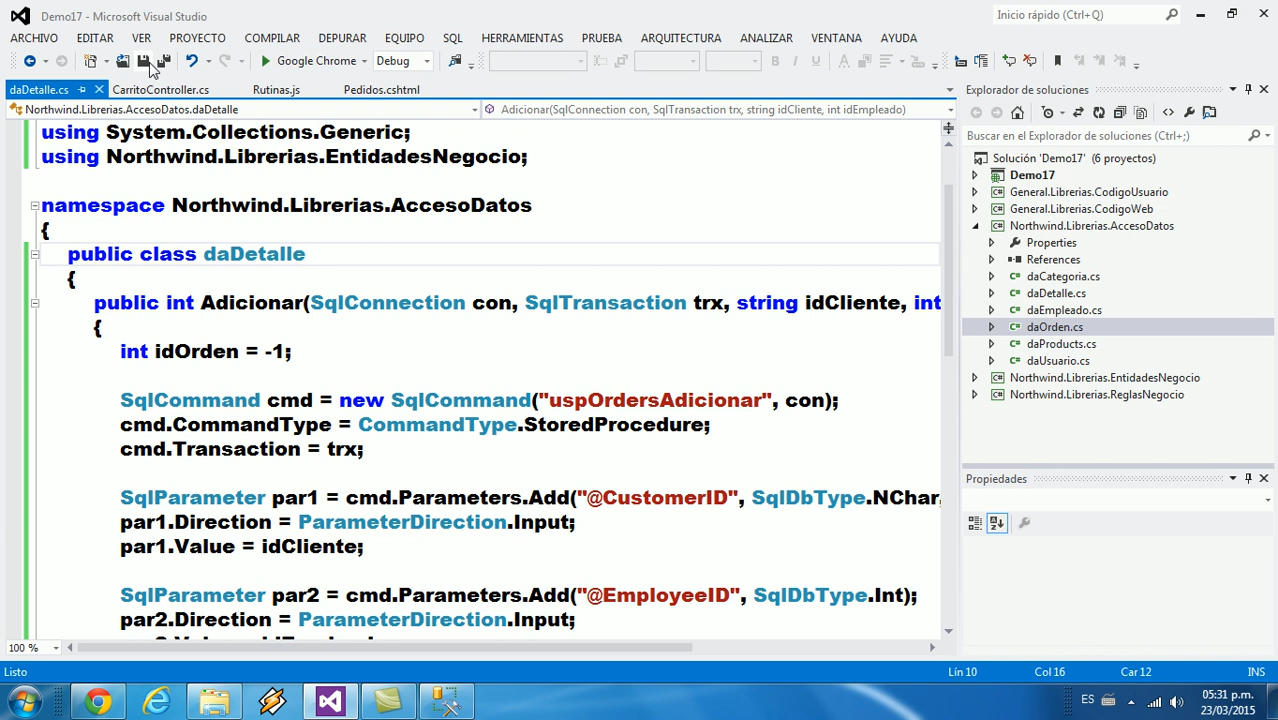 Demo17 - Microsoft Visual Studio
Inicio rápido (Ctrl+Q)
ARCHIVO EDITAR VER PROYECTO COMPILAR DEPURAR EQUIPO SQL HERRAMIENTAS PRUEBA ARQUITECTURA ANALIZAR VENTANA AYUDA
Google Chrome Debug
daDetalle.cs CarritoController.cs Rutinas.js Pedidos.cshtml
Northwind.Librerias.AccesoDatos.daDetalle Adicionar(SqlConnection con, SqlTransaction trx, string idCliente, int idEmpleado)
using System.Collections.Generic;
using Northwind.Librerias.EntidadesNegocio;
namespace Northwind.Librerias.AccesoDatos
{
public class daDetalle
{
public int Adicionar(SqlConnection con, SqlTransaction trx, string idCliente, int
{
int idOrden = -1;
SqlCommand cmd = new SqlCommand("uspOrdersAdicionar", con);
cmd.CommandType = CommandType.StoredProcedure;
cmd.Transaction = trx;
SqlParameter par1 = cmd.Parameters.Add("@CustomerID", SqlDbType.NChar,
par1.Direction = ParameterDirection.Input;
par1.Value = idCliente;
SqlParameter par2 = cmd.Parameters.Add("@EmployeeID", SqlDbType.Int);
par2.Direction = ParameterDirection.Input;
100 %
Explorador de soluciones
Buscar en el Explorador de soluciones (Ctrl+;)
Solución 'Demo17' (6 proyectos)
Demo17
General.Librerias.CodigoUsuario
General.Librerias.CodigoWeb
Northwind.Librerias.AccesoDatos
Properties
References
daCategoria.cs
daDetalle.cs
daEmpleado.cs
daOrden.cs
daProducts.cs
daUsuario.cs
Northwind.Librerias.EntidadesNegocio
Northwind.Librerias.ReglasNegocio
Propiedades
Listo Lín 10 Col 16 Car 12 INS
ES
05:31 p.m.
23/03/2015